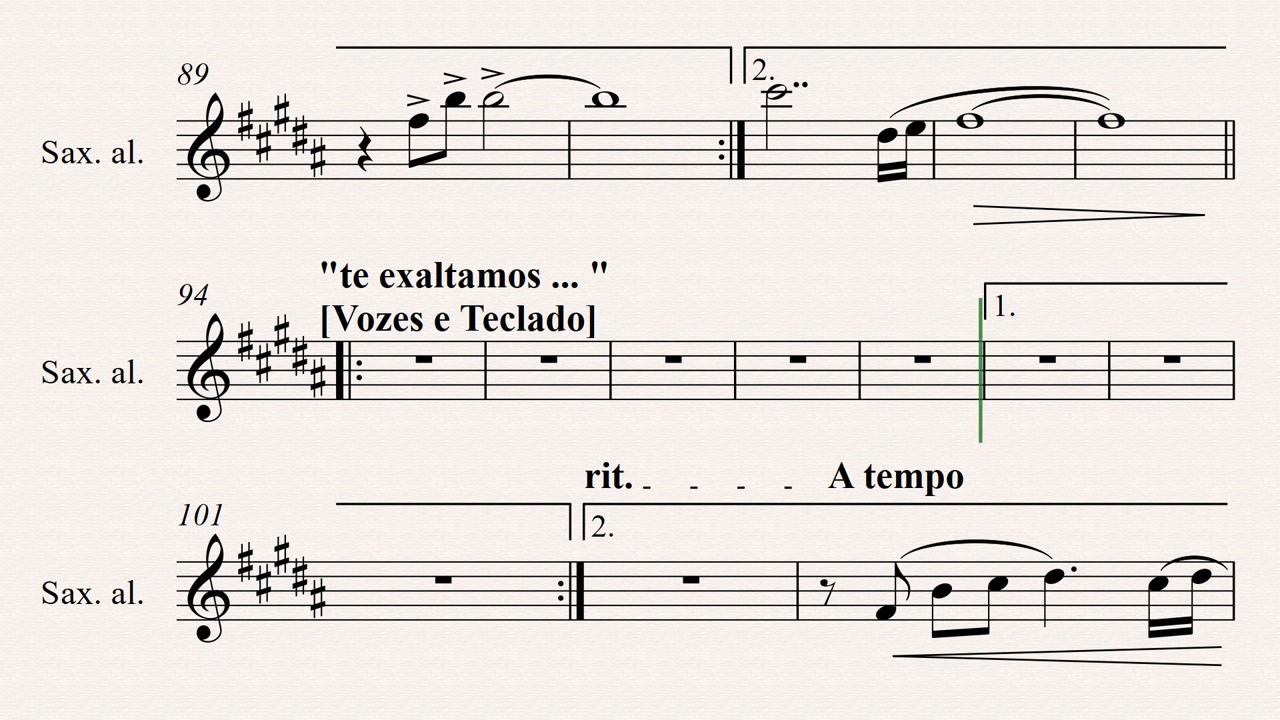 89
2.
Sax. al.
"te exaltamos ... "
94
[Vozes e Teclado]
1.
Sax. al.
rit. _ _ _ _ A tempo
101
2.
Sax. al.